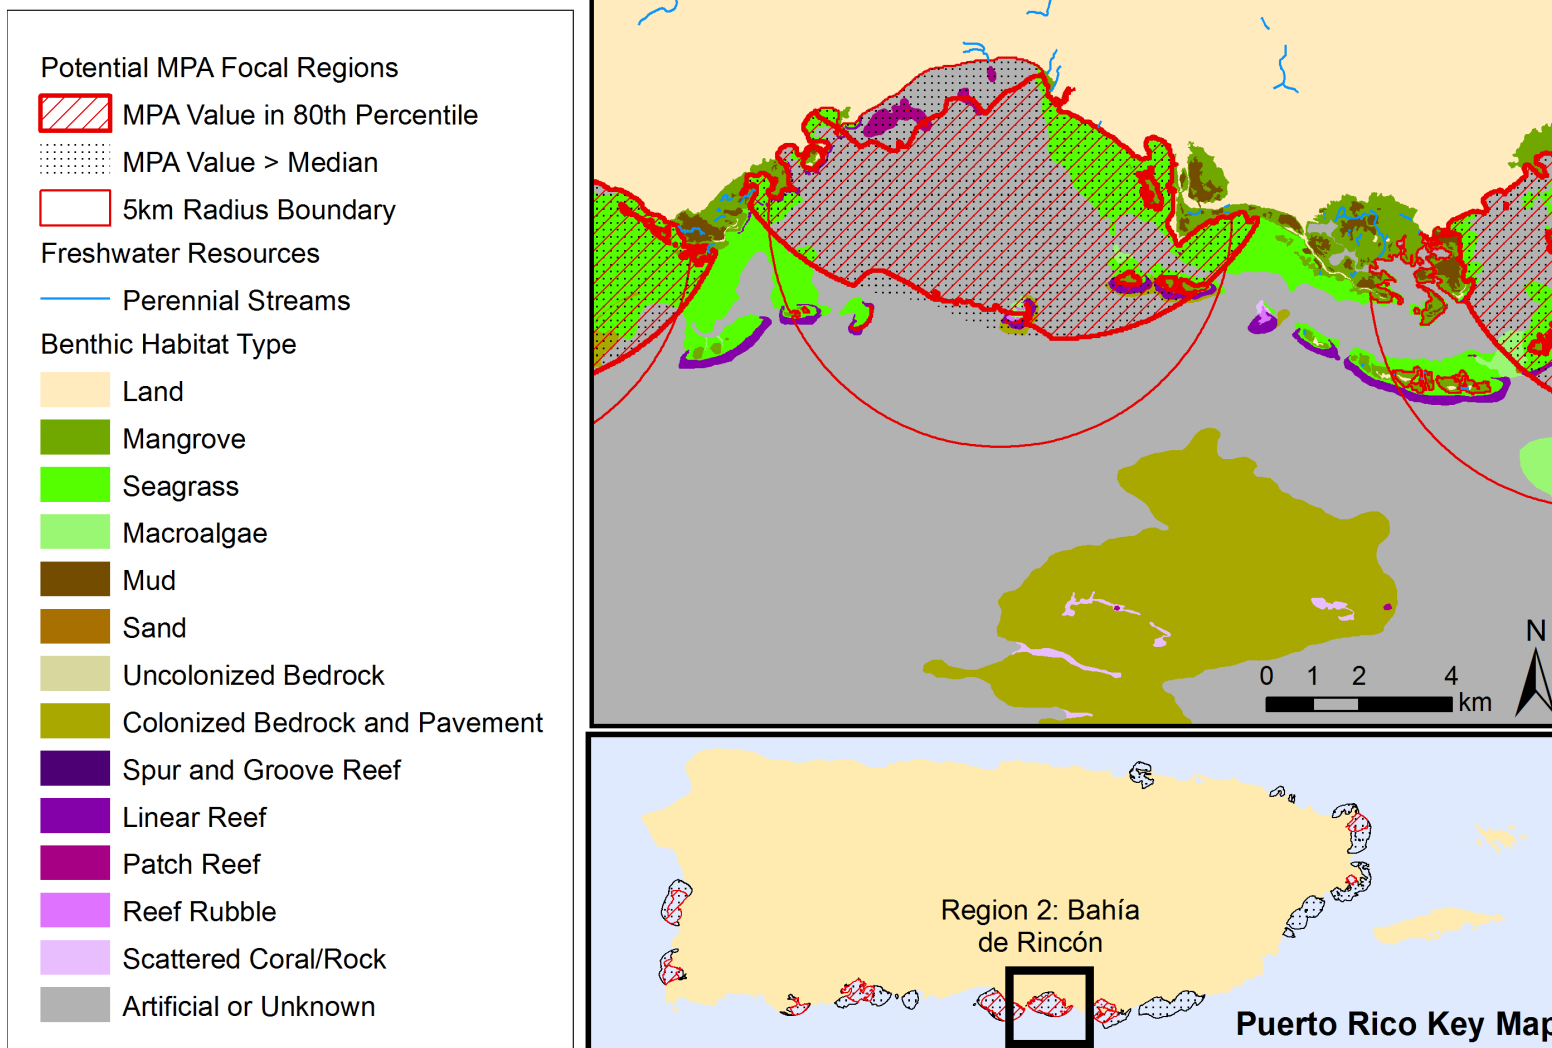 Potential MPA Focal Regions
MPA Value in 80th Percentile
MPA Value > Median
5km Radius Boundary
Freshwater Resources
Perennial Streams
Benthic Habitat Type
Land
Mangrove
Seagrass
Macroalgae
Mud
Sand
Uncolonized Bedrock
Colonized Bedrock and Pavement
Spur and Groove Reef
Linear Reef
Patch Reef
Reef Rubble
Scattered Coral/Rock
Artificial or Unknown
N
0 1 2 4
km
Region 2: Bahía
de Rincón
Puerto Rico Key Map